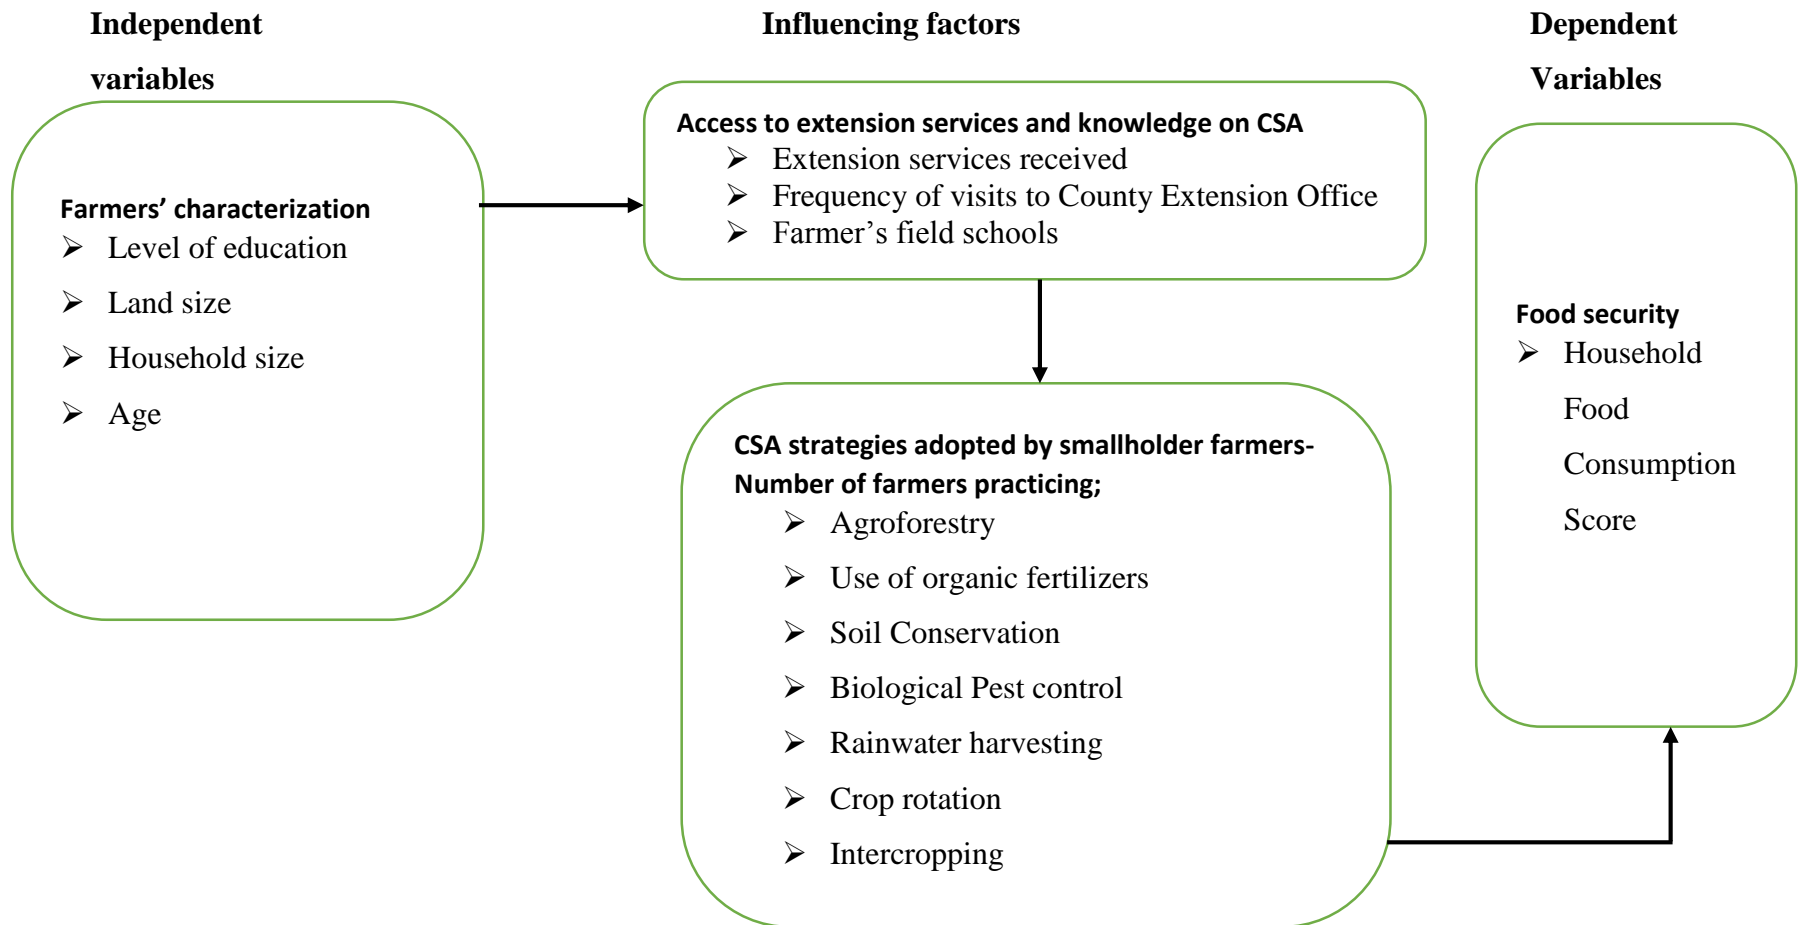 Independent
variables
Influencing factors
Dependent
Variables
Farmers’ characterization
➢ Level of education
➢ Land size
➢ Household size
➢ Age
Access to extension services and knowledge on CSA
➢ Extension services received
➢ Frequency of visits to County Extension Office
➢ Farmer’s field schools
CSA strategies adopted by smallholder farmers-
Number of farmers practicing;
➢ Agroforestry
➢ Use of organic fertilizers
➢ Soil Conservation
➢ Biological Pest control
➢ Rainwater harvesting
➢ Crop rotation
➢ Intercropping
Food security
➢ Household
Food
Consumption
Score